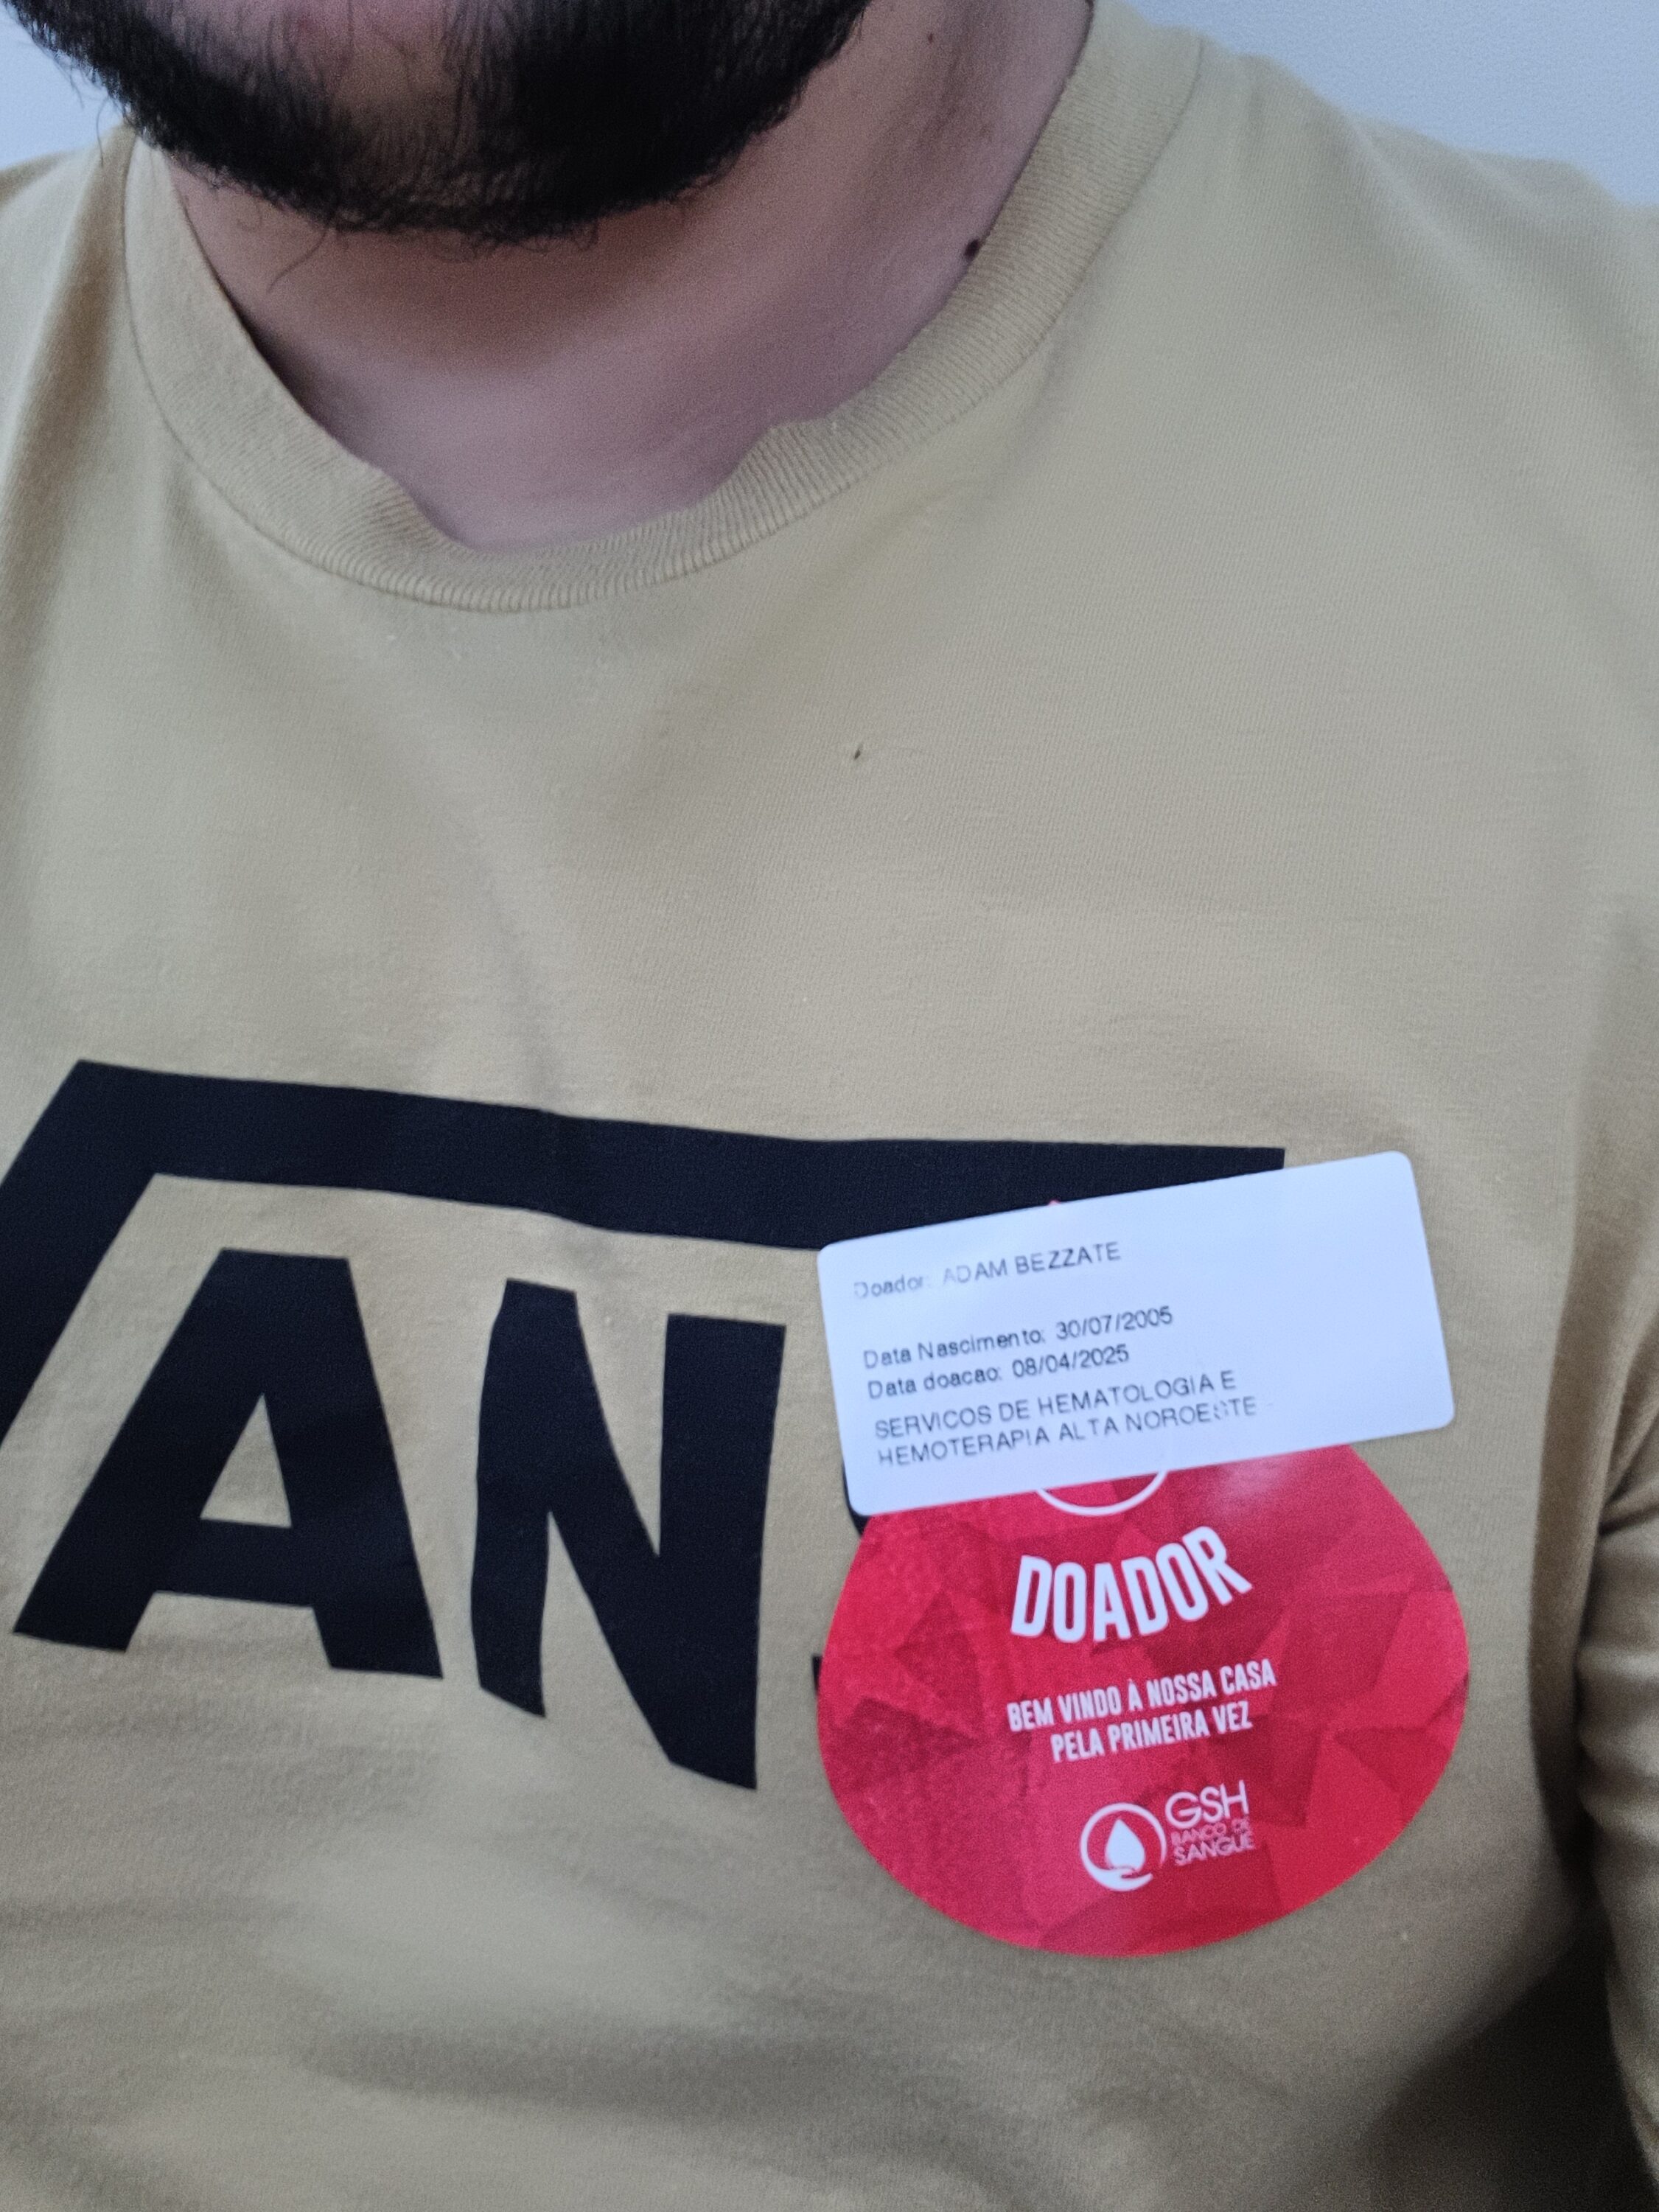 VANS
Doador: ADAM BEZZATE
Data Nascimento: 30/07/2005
Data doacao: 08/04/2025
SERVICOS DE HEMATOLOGIA E
HEMOTERAPIA ALTA NOROESTE -
DOADOR
BEM VINDO À NOSSA CASA
PELA PRIMEIRA VEZ
GSH
BANCO DE
SANGUE